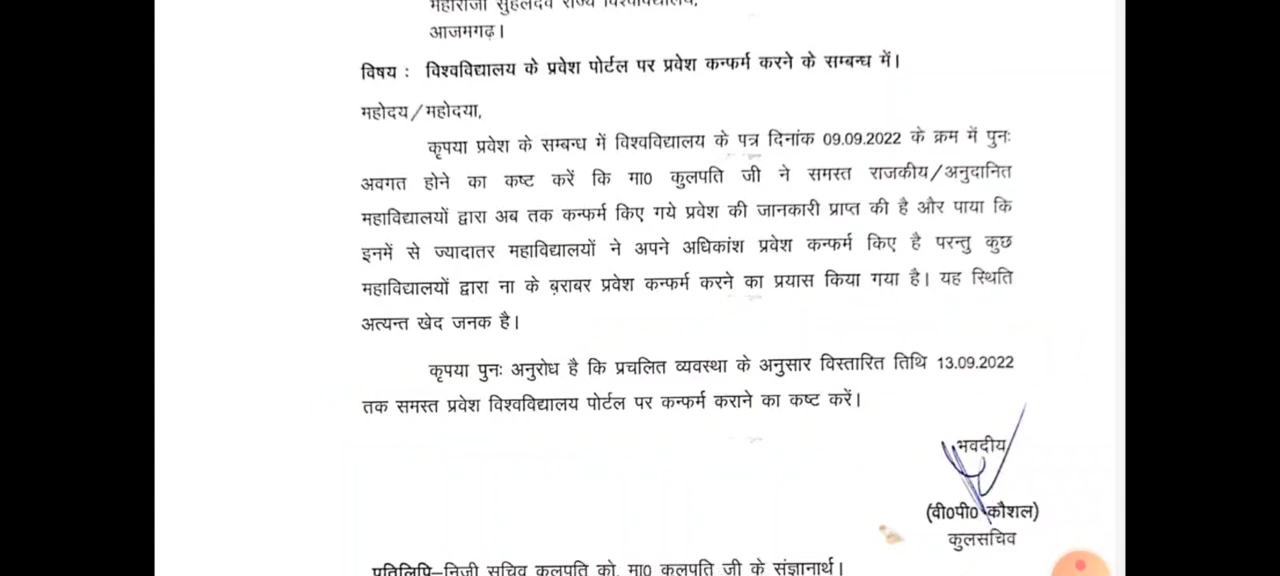 महाराजा सुहेलदेव राज्य विश्वविद्यालय,
आजमगढ़।
विषय : विश्वविद्यालय के प्रवेश पोर्टल पर प्रवेश कन्फर्म करने के सम्बन्ध में।
महोदय/महोदया,
कृपया प्रवेश के सम्बन्ध में विश्वविद्यालय के पत्र दिनांक 09.09.2022 के क्रम में पुनः
अवगत होने का कष्ट करें कि मा0 कुलपति जी ने समस्त राजकीय/अनुदानित
महाविद्यालयों द्वारा अब तक कन्फर्म किए गये प्रवेश की जानकारी प्राप्त की है और पाया कि
इनमें से ज्यादातर महाविद्यालयों ने अपने अधिकांश प्रवेश कन्फर्म किए है परन्तु कुछ
महाविद्यालयों द्वारा ना के बराबर प्रवेश कन्फर्म करने का प्रयास किया गया है। यह स्थिति
अत्यन्त खेद जनक है।
कृपया पुनः अनुरोध है कि प्रचलित व्यवस्था के अनुसार विस्तारित तिथि 13.09.2022
तक समस्त प्रवेश विश्वविद्यालय पोर्टल पर कन्फर्म कराने का कष्ट करें।
भवदीय
(वी0पी0 कौशल)
कुलसचिव
प्रतिलिपि–निजी सचिव कुलपति को, मा0 कुलपति जी के संज्ञानार्थ।